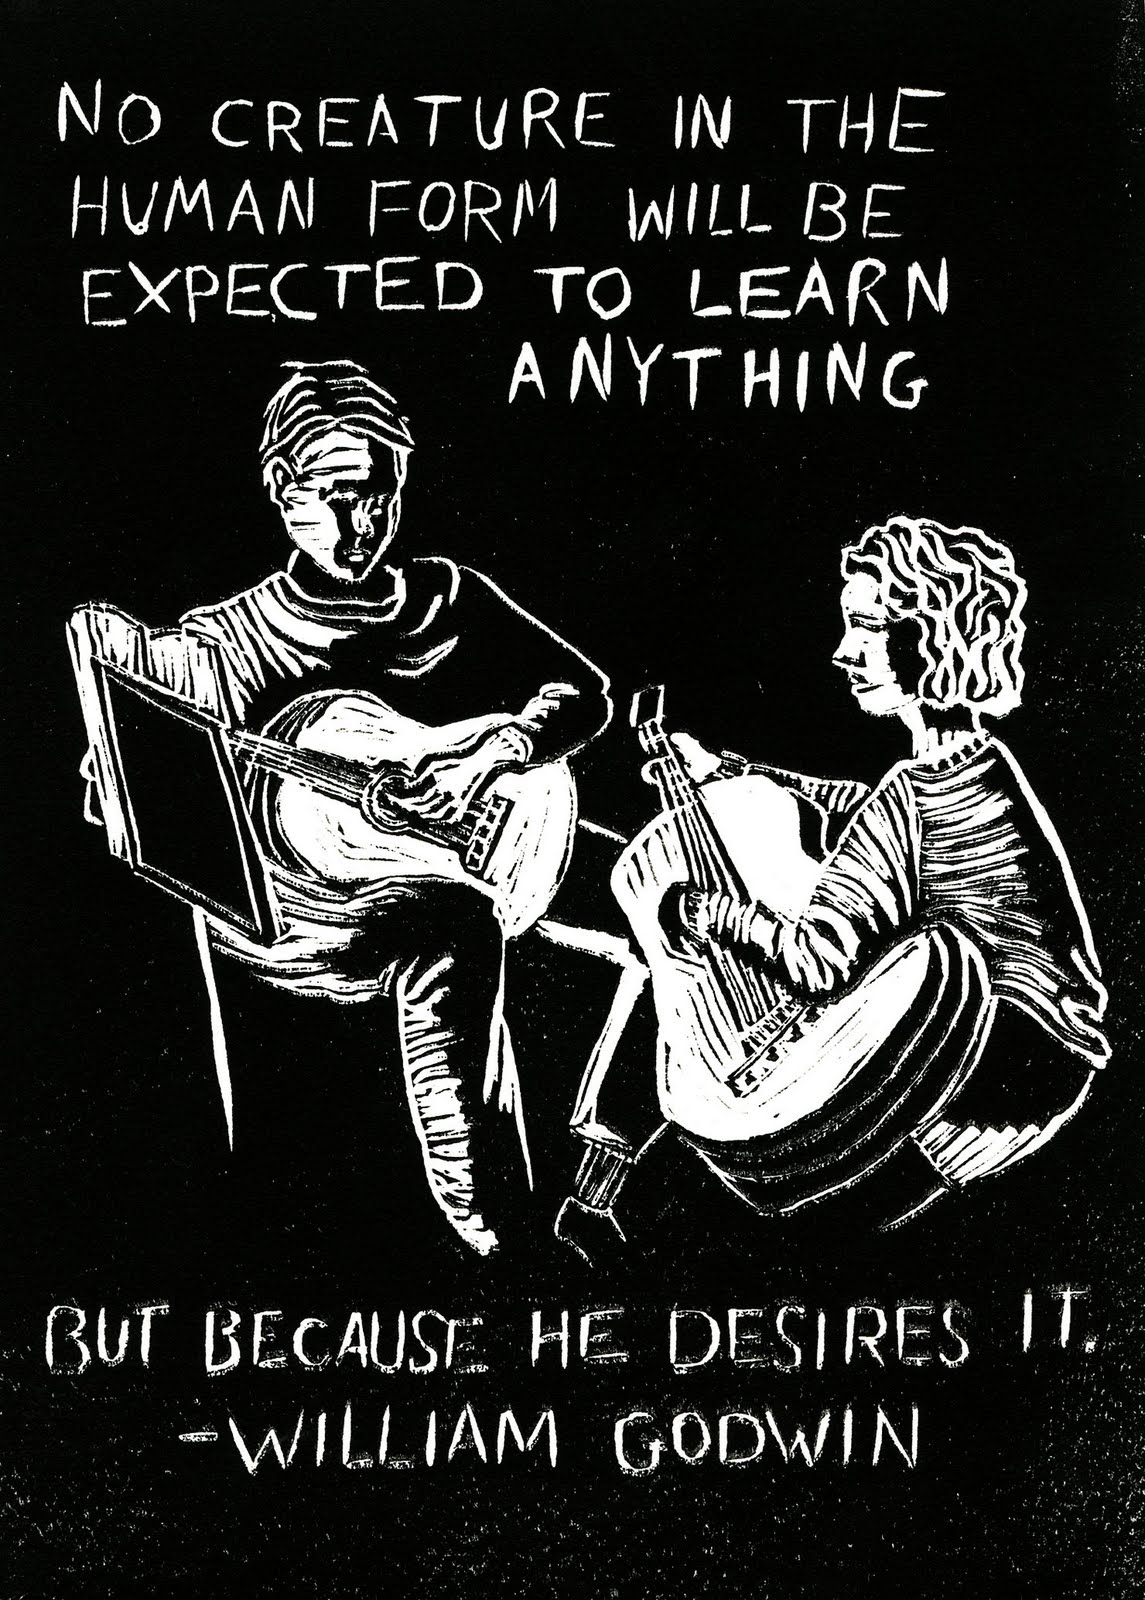 NO CREATURE IN THE
HUMAN FORM WILL BE
EXPECTED TO LEARN
ANYTHING
BUT BECAUSE HE DESIRES IT.
-WILLIAM GODWIN